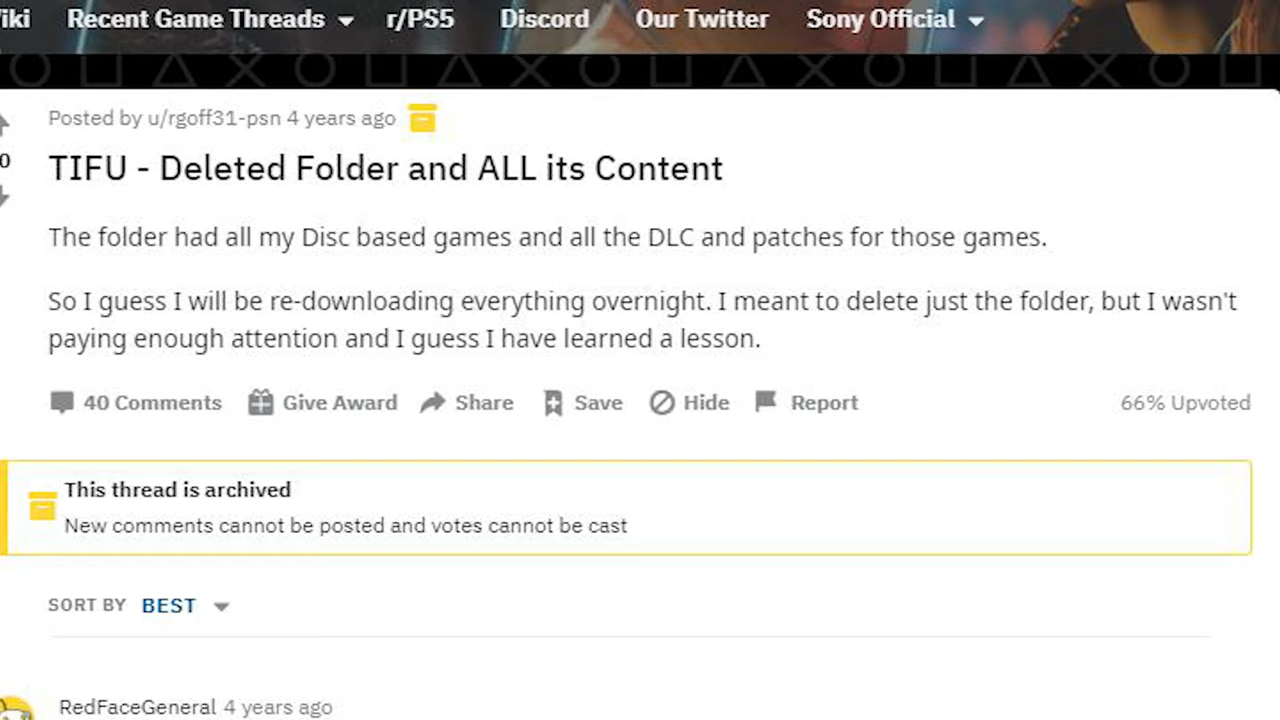 iki Recent Game Threads r/PS5 Discord Our Twitter Sony Official
Posted by u/rgoff31-psn 4 years ago
0
TIFU - Deleted Folder and ALL its Content
The folder had all my Disc based games and all the DLC and patches for those games.
So I guess I will be re-downloading everything overnight. I meant to delete just the folder, but I wasn't
paying enough attention and I guess I have learned a lesson.
40 Comments Give Award Share Save Hide Report 66% Upvoted
This thread is archived
New comments cannot be posted and votes cannot be cast
SORT BY BEST
RedFaceGeneral 4 years ago